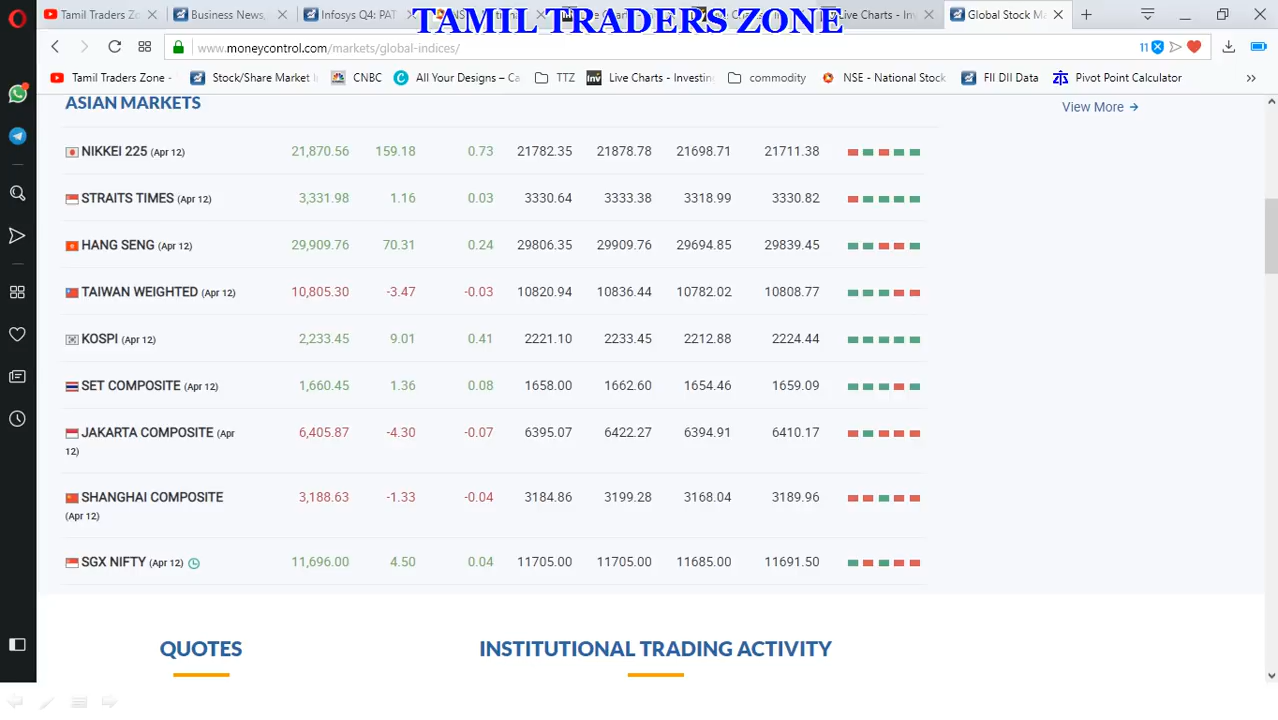 Tamil Traders Zo
Business News,
Infosys Q4: PAT
TAMIL TRADERS ZONE
Live Charts - Inv
Global Stock Ma
www.moneycontrol.com/markets/global-indices/
11
Tamil Traders Zone -
Stock/Share Market I
CNBC
All Your Designs – Ca
TTZ
Live Charts - Investing
commodity
NSE - National Stock
FII DII Data
Pivot Point Calculator
»
ASIAN MARKETS
View More →
NIKKEI 225 (Apr 12) 21,870.56 159.18 0.73 21782.35 21878.78 21698.71 21711.38
STRAITS TIMES (Apr 12) 3,331.98 1.16 0.03 3330.64 3333.38 3318.99 3330.82
HANG SENG (Apr 12) 29,909.76 70.31 0.24 29806.35 29909.76 29694.85 29839.45
TAIWAN WEIGHTED (Apr 12) 10,805.30 -3.47 -0.03 10820.94 10836.44 10782.02 10808.77
KOSPI (Apr 12) 2,233.45 9.01 0.41 2221.10 2233.45 2212.88 2224.44
SET COMPOSITE (Apr 12) 1,660.45 1.36 0.08 1658.00 1662.60 1654.46 1659.09
JAKARTA COMPOSITE (Apr 6,405.87 -4.30 -0.07 6395.07 6422.27 6394.91 6410.17
12)
SHANGHAI COMPOSITE 3,188.63 -1.33 -0.04 3184.86 3199.28 3168.04 3189.96
(Apr 12)
SGX NIFTY (Apr 12) 11,696.00 4.50 0.04 11705.00 11705.00 11685.00 11691.50
QUOTES
INSTITUTIONAL TRADING ACTIVITY